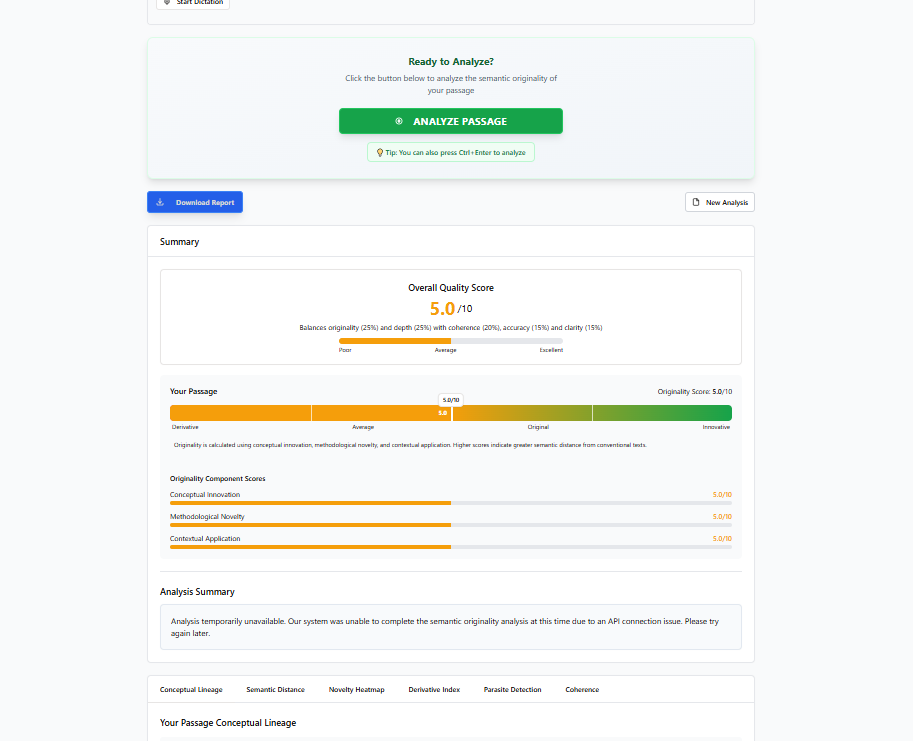 Start Dictation
Ready to Analyze?
Click the button below to analyze the semantic originality of
your passage
ANALYZE PASSAGE
Tip: You can also press Ctrl+Enter to analyze
Download Report
New Analysis
Summary
Overall Quality Score
5.0/10
Balances originality (25%) and depth (25%) with coherence (20%), accuracy (15%) and clarity (15%)
Poor Average Excellent
Your Passage Originality Score: 5.0/10
5.0/10
5.0
Derivative Average Original Innovative
Originality is calculated using conceptual innovation, methodological novelty, and contextual application. Higher scores indicate greater semantic distance from conventional texts.
Originality Component Scores
Conceptual Innovation 5.0/10
Methodological Novelty 5.0/10
Contextual Application 5.0/10
Analysis Summary
Analysis temporarily unavailable. Our system was unable to complete the semantic originality analysis at this time due to an API connection issue. Please try
again later.
Conceptual Lineage Semantic Distance Novelty Heatmap Derivative Index Parasite Detection Coherence
Your Passage Conceptual Lineage